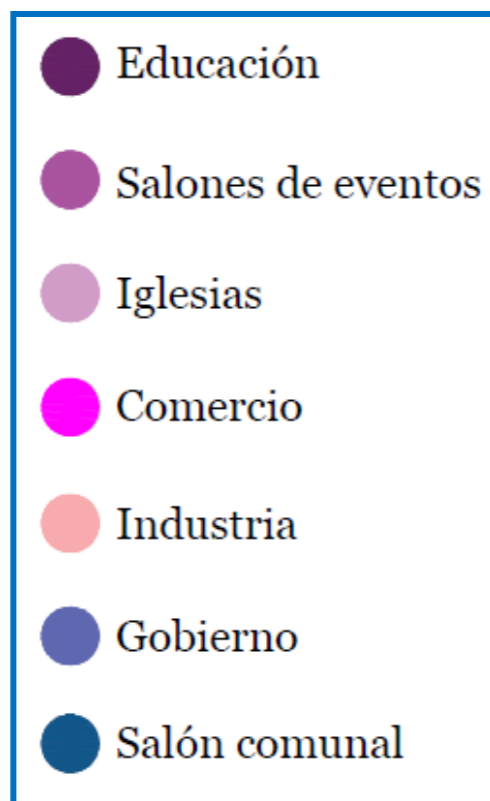 Educación
Salones de eventos
Iglesias
Comercio
Industria
Gobierno
Salón comunal